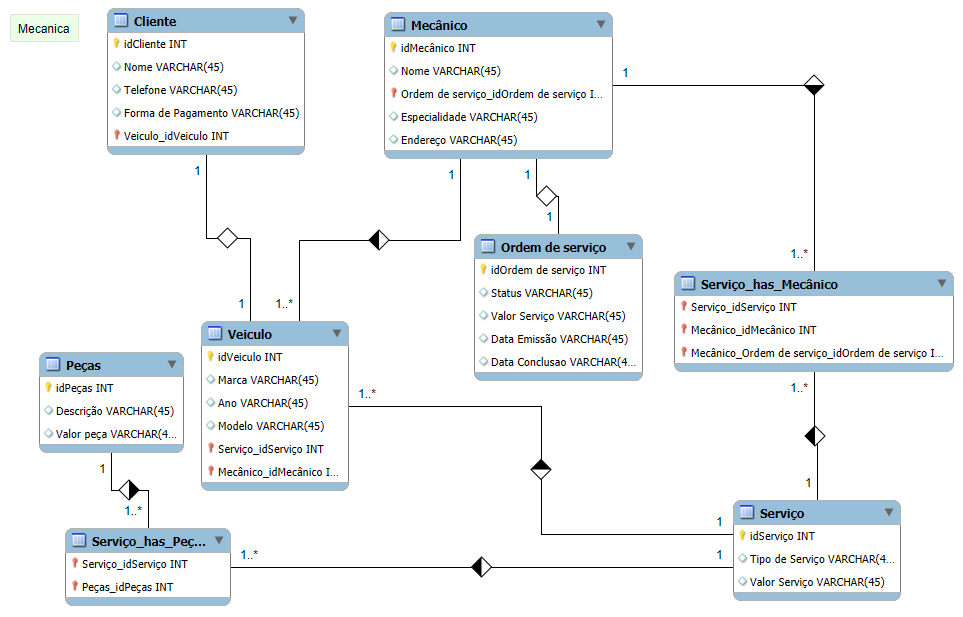 Mecanica
Cliente
idCliente INT
Nome VARCHAR(45)
Telefone VARCHAR(45)
Forma de Pagamento VARCHAR(45)
Veiculo_idVeiculo INT
Mecânico
idMecânico INT
Nome VARCHAR(45)
Ordem de serviço_idOrdem de serviço I...
Especialidade VARCHAR(45)
Endereço VARCHAR(45)
1
1
1
1
1
Ordem de serviço
idOrdem de serviço INT
Status VARCHAR(45)
Valor Serviço VARCHAR(45)
Data Emissão VARCHAR(45)
Data Conclusao VARCHAR(4...
1..*
Serviço_has_Mecânico
Serviço_idServiço INT
Mecânico_idMecânico INT
Mecânico_Ordem de serviço_idOrdem de serviço I...
1
1..*
Veiculo
idVeiculo INT
Marca VARCHAR(45)
Ano VARCHAR(45)
Modelo VARCHAR(45)
Serviço_idServiço INT
Mecânico_idMecânico I...
Peças
idPeças INT
Descrição VARCHAR(45)
Valor peça VARCHAR(4...
1..*
1..*
1
1..*
1
Serviço
idServiço INT
Tipo de Serviço VARCHAR(4...
Valor Serviço VARCHAR(45)
1
Serviço_has_Peç...
Serviço_idServiço INT
Peças_idPeças INT
1..*
1